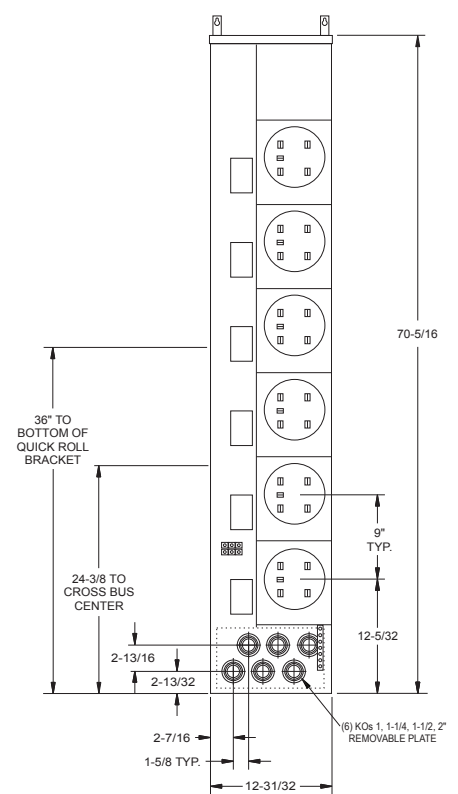 70-5/16
36" TO
BOTTOM OF
QUICK ROLL
BRACKET
24-3/8 TO
CROSS BUS
CENTER
9"
TYP.
12-5/32
2-13/16
2-13/32
(6) KOs 1, 1-1/4, 1-1/2, 2"
REMOVABLE PLATE
2-7/16
1-5/8 TYP.
12-31/32